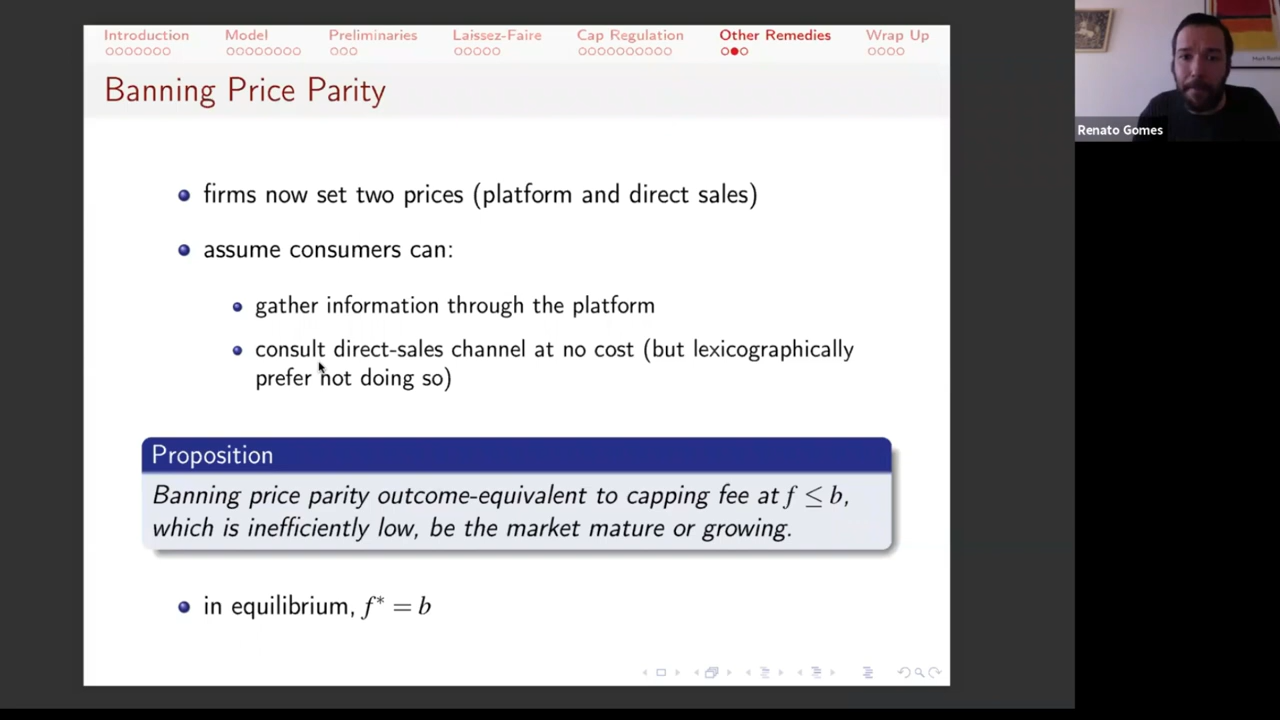 Introduction Model Preliminaries Laissez-Faire Cap Regulation Other Remedies Wrap Up
Banning Price Parity
firms now set two prices (platform and direct sales)
assume consumers can:
gather information through the platform
consult direct-sales channel at no cost (but lexicographically
prefer not doing so)
Proposition
Banning price parity outcome-equivalent to capping fee at f ≤ b,
which is inefficiently low, be the market mature or growing.
in equilibrium, f* = b
Renato Gomes